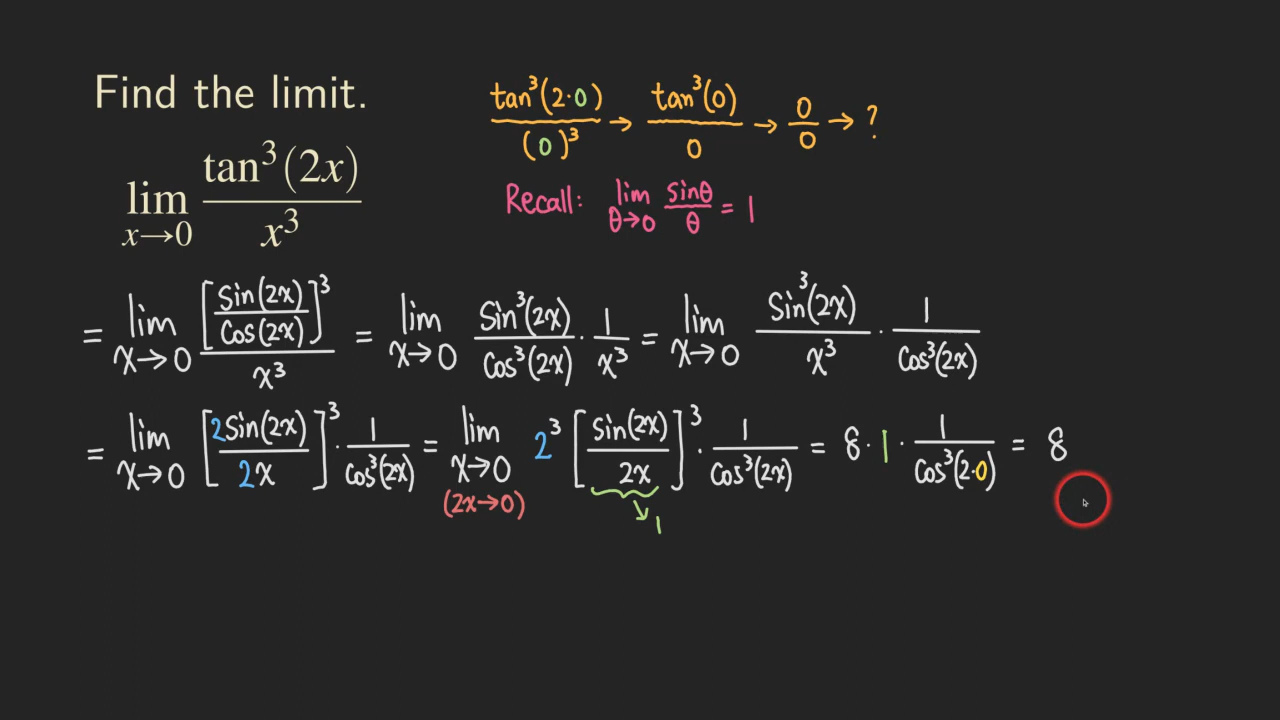 Find the limit.
lim x→0 tan³(2x)/x³
tan³(2·0)/(0)³ → tan³(0)/0 → 0/0 → ?
Recall: lim θ→0 sinθ/θ = 1
= lim x→0 [Sin(2x)/Cos(2x)]³/x³ = lim x→0 Sin³(2x)/Cos³(2x) · 1/x³ = lim x→0 Sin³(2x)/x³ · 1/Cos³(2x)
= lim x→0 [2Sin(2x)/2x]³ · 1/Cos³(2x) = lim x→0 (2x→0) 2³ [Sin(2x)/2x]³ · 1/Cos³(2x) = 8 · 1 · 1/Cos³(2·0) = 8
1